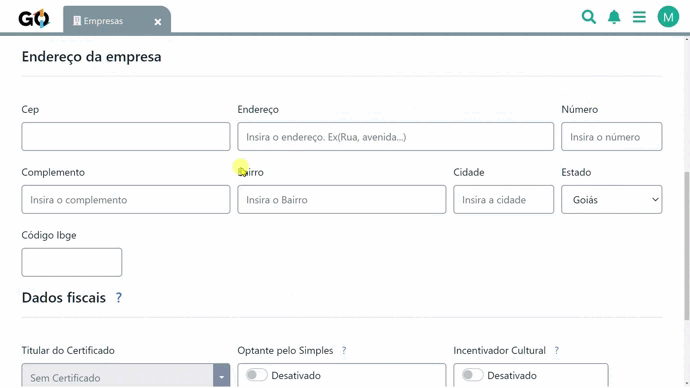 GO
Empresas ×
M
Endereço da empresa
Cep Endereço Número
Insira o endereço. Ex(Rua, avenida...) Insira o número
Complemento Bairro Cidade Estado
Insira o complemento Insira o Bairro Insira a cidade Goiás
Código Ibge
Dados fiscais ?
Titular do Certificado Optante pelo Simples ? Incentivador Cultural ?
Sem Certificado Desativado Desativado